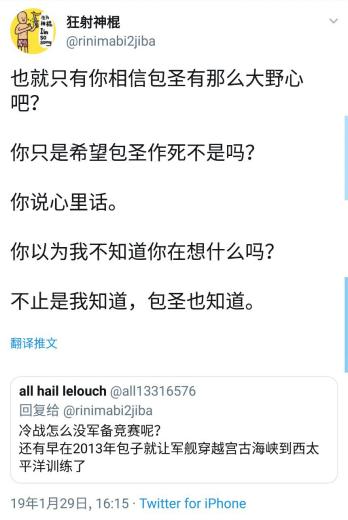 狂射神棍
@rinimabi2jiba
也就只有你相信包圣有那么大野心
吧?
你只是希望包圣作死不是吗?
你说心里话。
你以为我不知道你在想什么吗?
不止是我知道，包圣也知道。
翻译推文
all hail lelouch @all13316576
回复给 @rinimabi2jiba
冷战怎么没军备竞赛呢?
还有早在2013年包子就让军舰穿越宫古海峡到西太
平洋训练了
19年1月29日, 16:15 · Twitter for iPhone